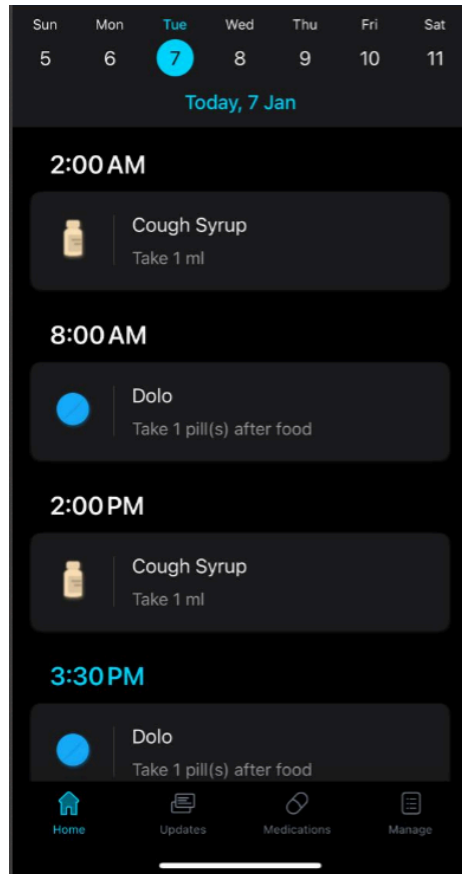 Sun Mon Tue Wed Thu Fri Sat
5 6 7 8 9 10 11
Today, 7 Jan
2:00 AM
Cough Syrup
Take 1 ml
8:00 AM
Dolo
Take 1 pill(s) after food
2:00 PM
Cough Syrup
Take 1 ml
3:30 PM
Dolo
Take 1 pill(s) after food
Home Updates Medications Manage